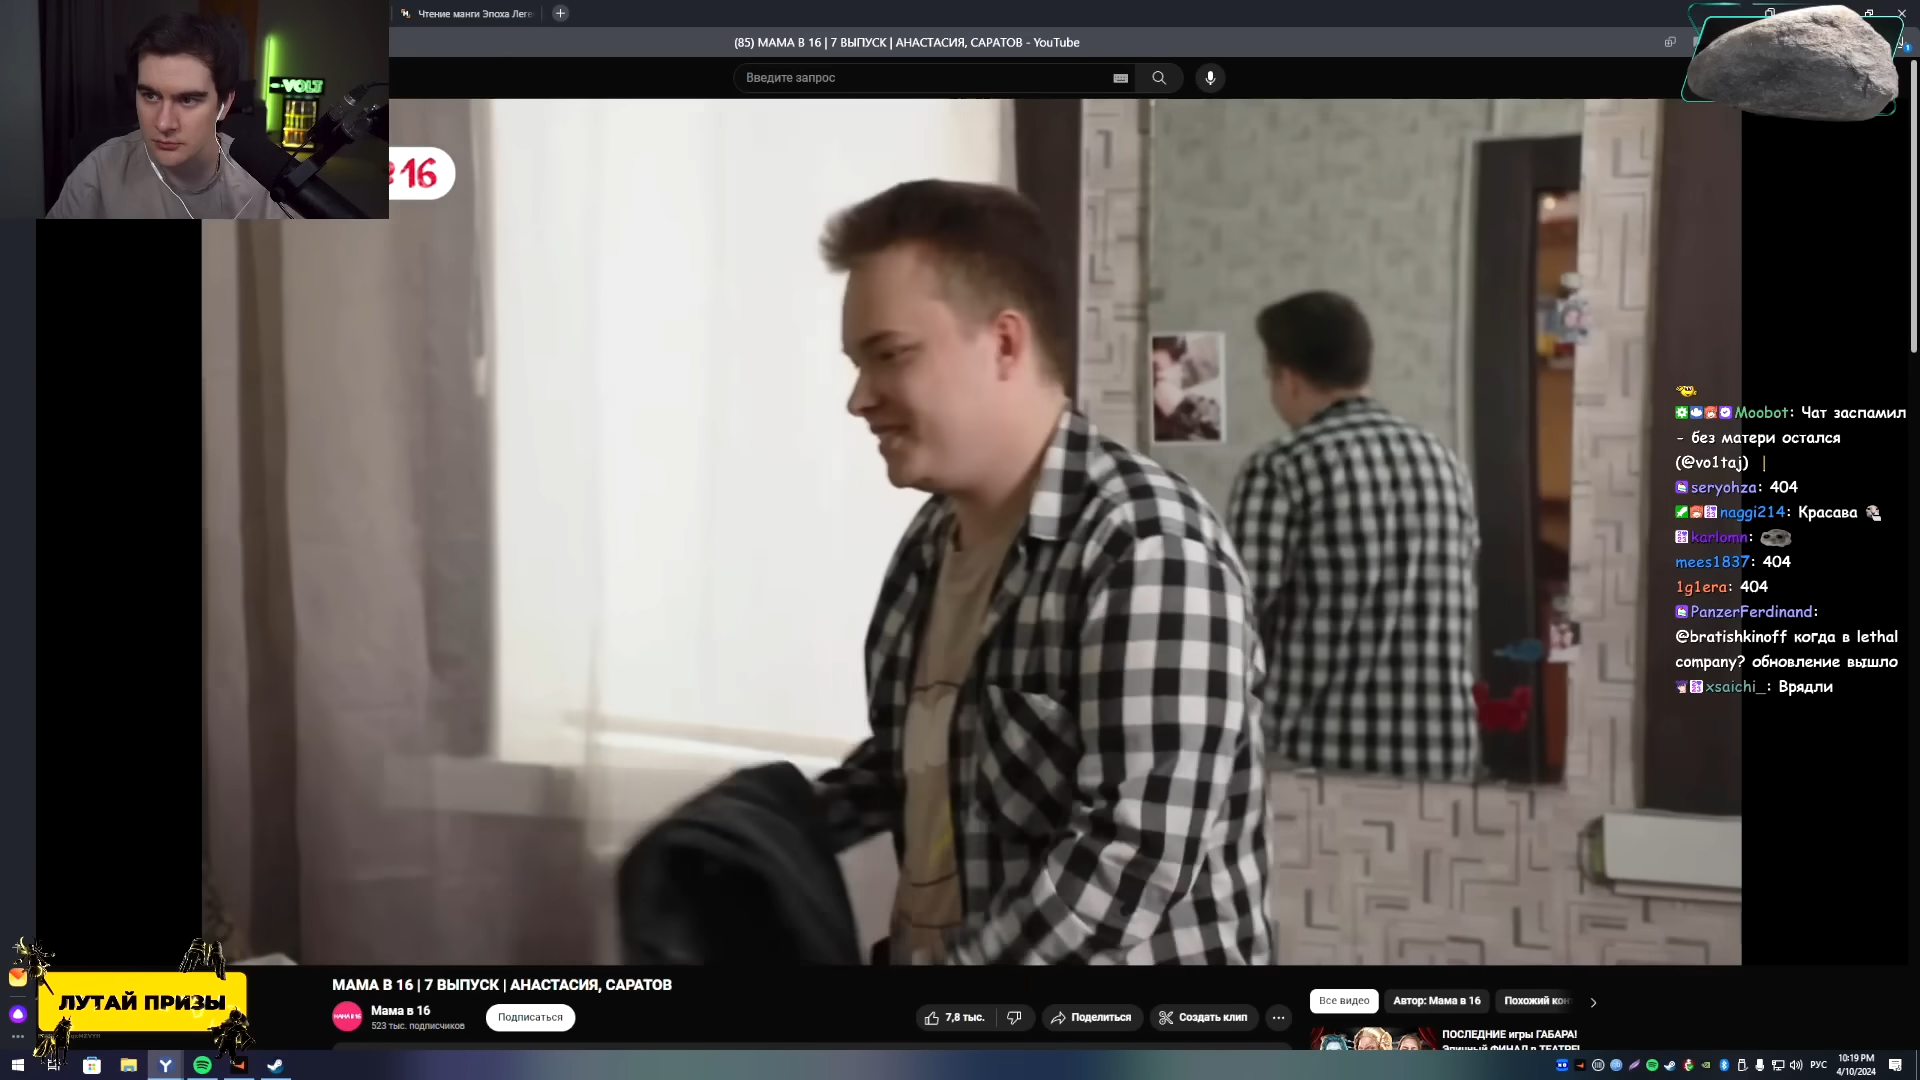 Чтение манги Эпоха Леге
(85) МАМА В 16 | 7 ВЫПУСК | АНАСТАСИЯ, САРАТОВ - YouTube
Введите запрос
VOLT
16
Moobot: Чат заспамил
- без матери остался
(@vo1taj) |
seryohza: 404
naggi214: Красава
karlomn:
mees1837: 404
1g1era: 404
PanzerFerdinand:
@bratishkinoff когда в lethal
company? обновление вышло
xsaichi_: Врядли
ЛУТАЙ ПРИЗЫ
МАМА В 16 | 7 ВЫПУСК | АНАСТАСИЯ, САРАТОВ
Мама в 16
523 тыс. подписчиков
Подписаться
7,8 тыс.
Поделиться
Создать клип
Все видео
Автор: Мама в 16
Похожий кон
ПОСЛЕДНИЕ игры ГАБАРА!
Эпичный ФИНАЛ в ТЕАТРЕ!
РУС
10:19 PM
4/10/2024